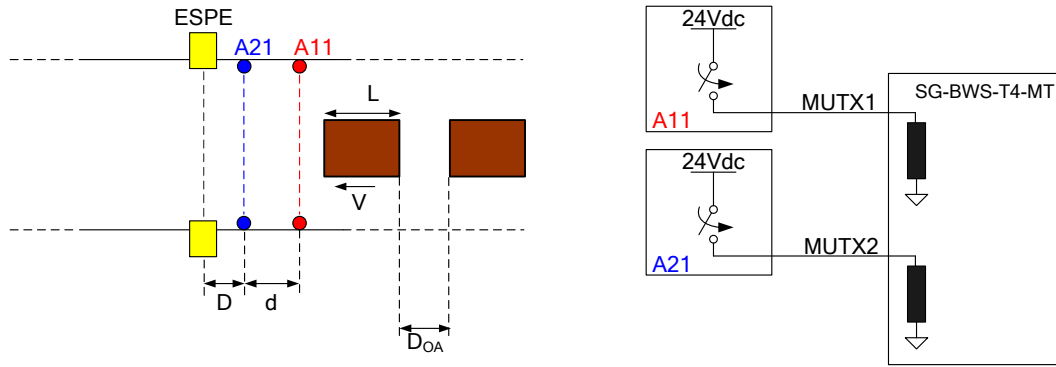 ESPE
A21 A11
L
V
D
d
DOA
24Vdc
A11
MUTX1
SG-BWS-T4-MT
24Vdc
A21
MUTX2